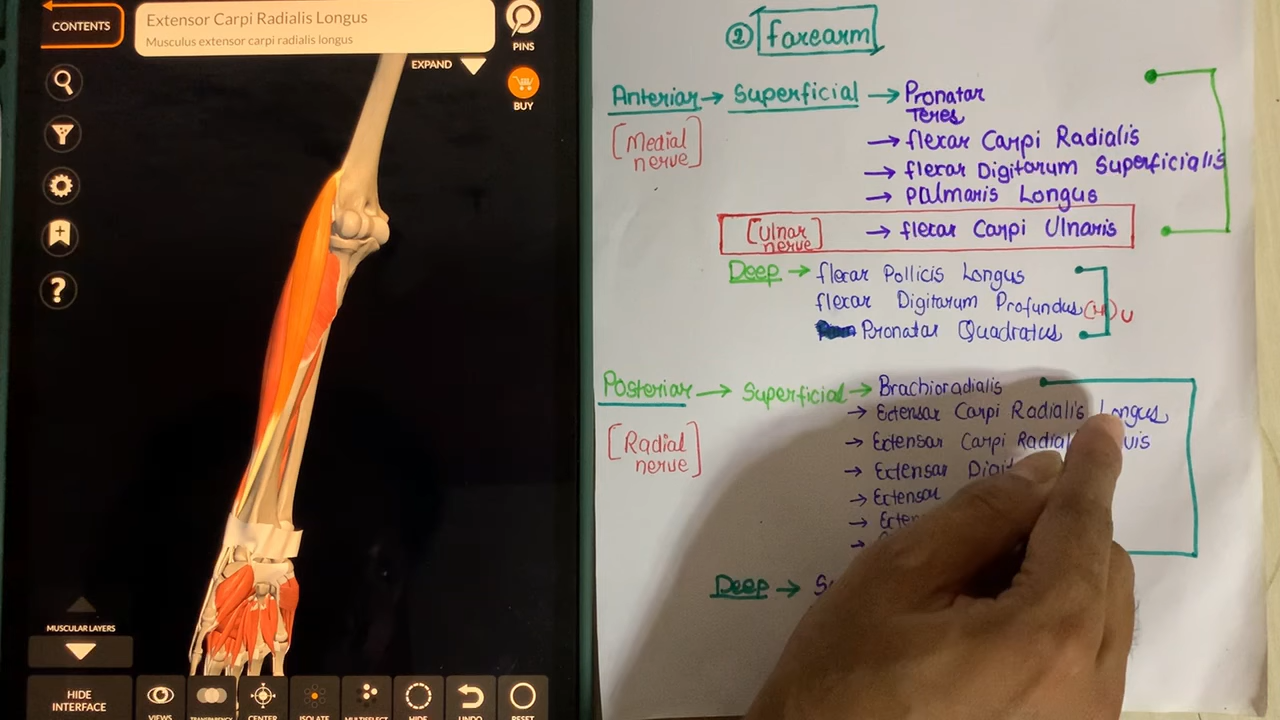 CONTENTS
Extensor Carpi Radialis Longus
Musculus extensor carpi radialis longus
PINS
EXPAND
BUY
?
MUSCULAR LAYERS
HIDE INTERFACE
VIEWS
TRANSPARENCY
CENTER
ISOLATE
MULTISELECT
HIDE
UNDO
RESET
② forearm
Anterior → Superficial → Pronator
Teres
[Medial
nerve]
→ flexor Carpi Radialis
→ flexor Digitorum Superficialis
→ Palmaris Longus
[Ulnar
nerve] → flexor Carpi Ulnaris
Deep → flexor Pollicis Longus
flexor Digitorum Profundus (M) U
Pronator Quadratus
Posterior → Superficial → Brachioradialis
→ Extensor Carpi Radialis Longus
[Radial
nerve]
→ Extensor Carpi
→ Extensor
→ Extensor
→
→
Deep →